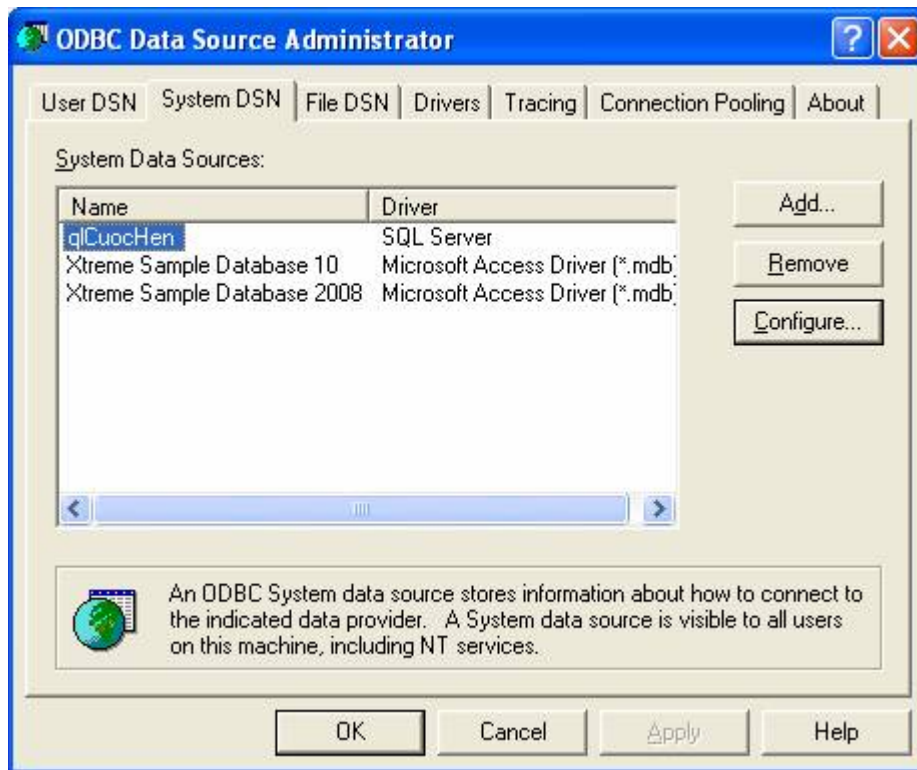 ODBC Data Source Administrator
User DSN System DSN File DSN Drivers Tracing Connection Pooling About
System Data Sources:
Name Driver
qlCuocHen SQL Server
Xtreme Sample Database 10 Microsoft Access Driver (*.mdb)
Xtreme Sample Database 2008 Microsoft Access Driver (*.mdb
Add...
Remove
Configure...
An ODBC System data source stores information about how to connect to
the indicated data provider. A System data source is visible to all users
on this machine, including NT services.
OK Cancel Apply Help